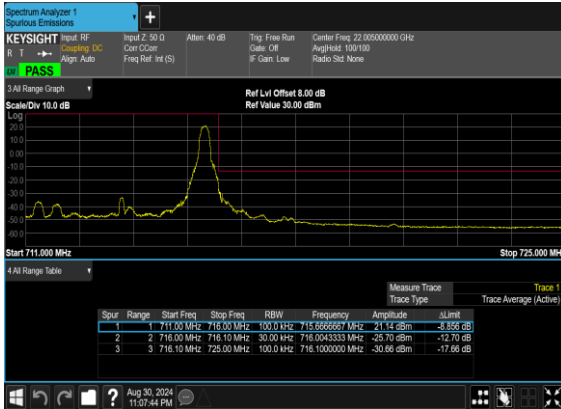 Spectrum Analyzer 1
Spurious Emissions
KEYSIGHT Input: RF Input Z: 50 Ω Atten: 40 dB Trig: Free Run Center Freq: 22.005000000 GHz
R T Coupling: DC Corr CCorr Gate: Off Avg|Hold: 100/100
Align: Auto Freq Ref: Int (S) IF Gain: Low Radio Std: None
PASS
3 All Range Graph
Ref Lvl Offset 8.00 dB
Scale/Div 10.0 dB Ref Value 30.00 dBm
Log
20.0
10.0
0.00
-10.0
-20.0
-30.0
-40.0
-50.0
-60.0
Start 711.000 MHz Stop 725.000 MH
4 All Range Table
Measure Trace Trace 1
Trace Type Trace Average (Active)
Spur Range Start Freq Stop Freq RBW Frequency Amplitude ΔLimit
1 1 711.00 MHz 716.00 MHz 100.0 kHz 715.6666667 MHz 21.14 dBm -8.856 dB
2 2 716.00 MHz 716.10 MHz 30.00 kHz 716.0043333 MHz -25.70 dBm -12.70 dB
3 3 716.10 MHz 725.00 MHz 100.0 kHz 716.1000000 MHz -30.66 dBm -17.66 dB
? Aug 30, 2024
11:07:44 PM